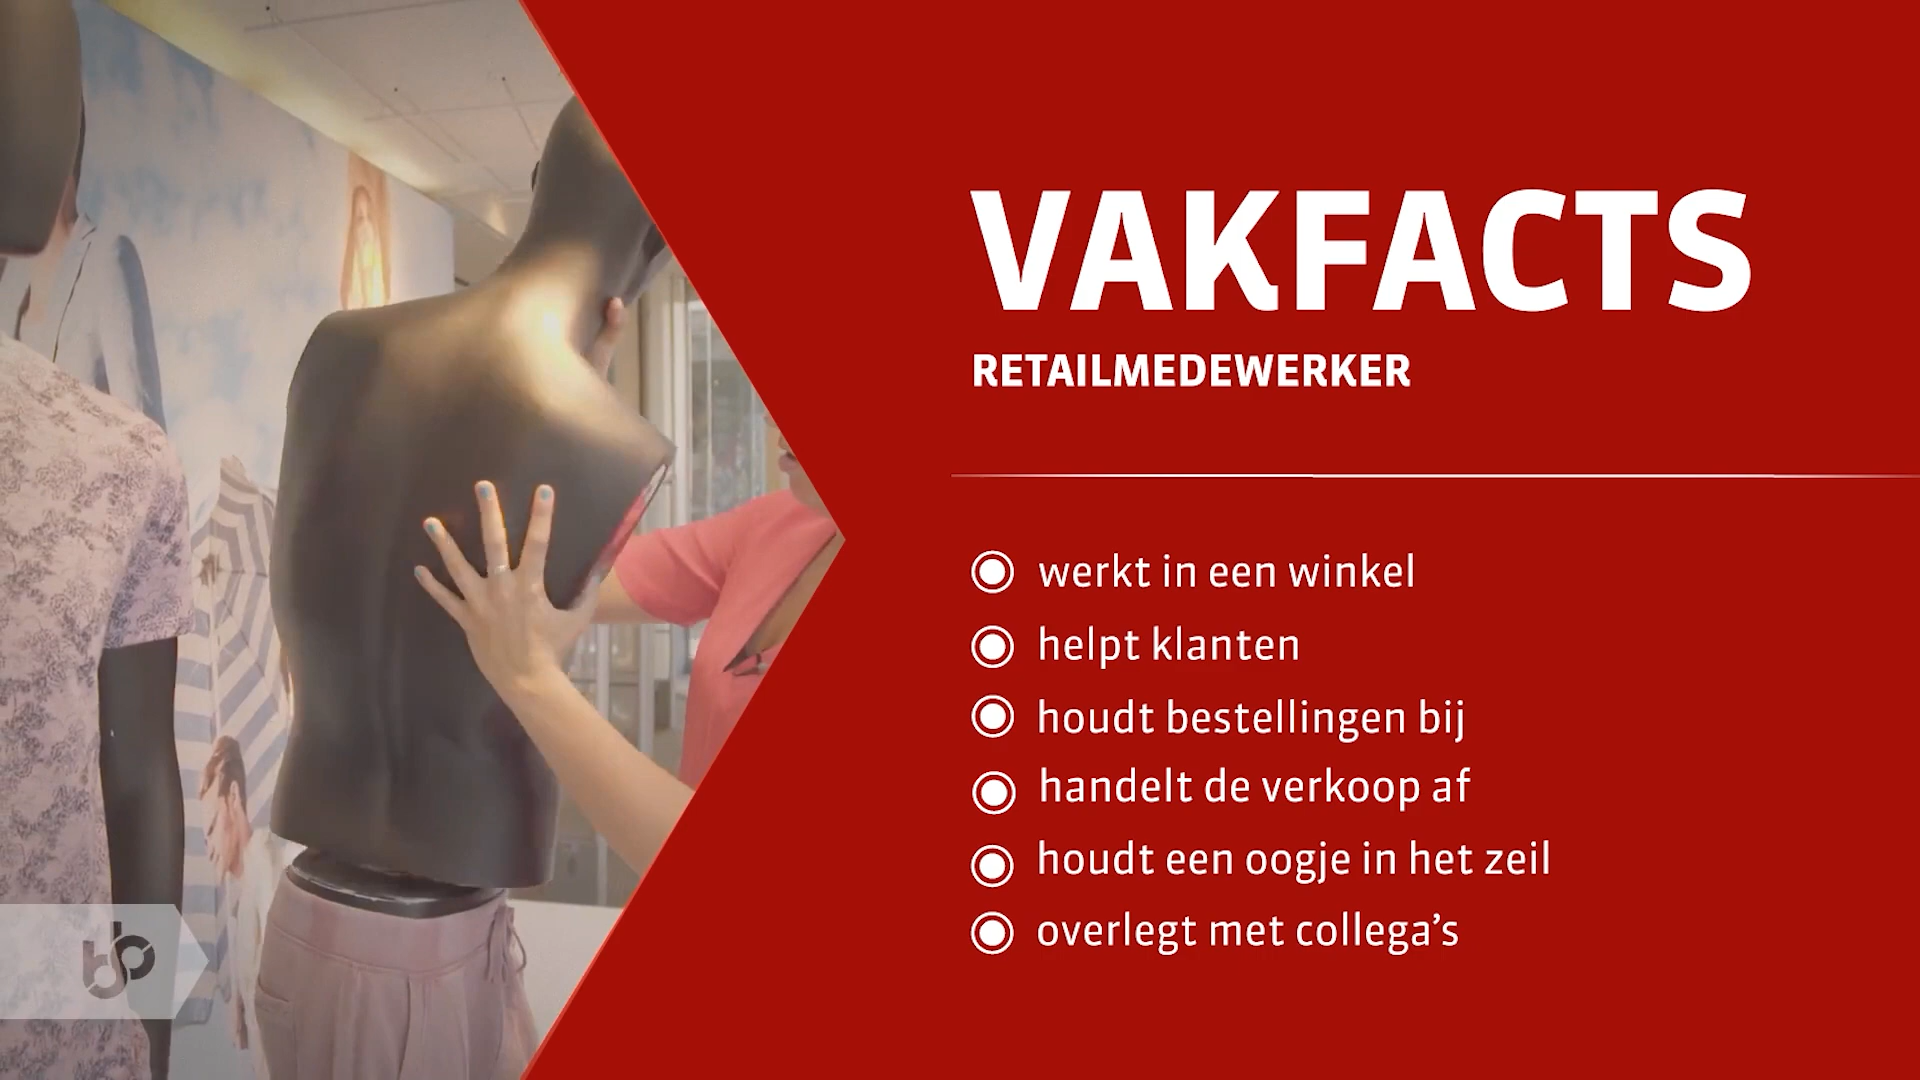 VAKFACTS
RETAILMEDEWERKER
werkt in een winkel
helpt klanten
houdt bestellingen bij
handelt de verkoop af
houdt een oogje in het zeil
overlegt met collega’s